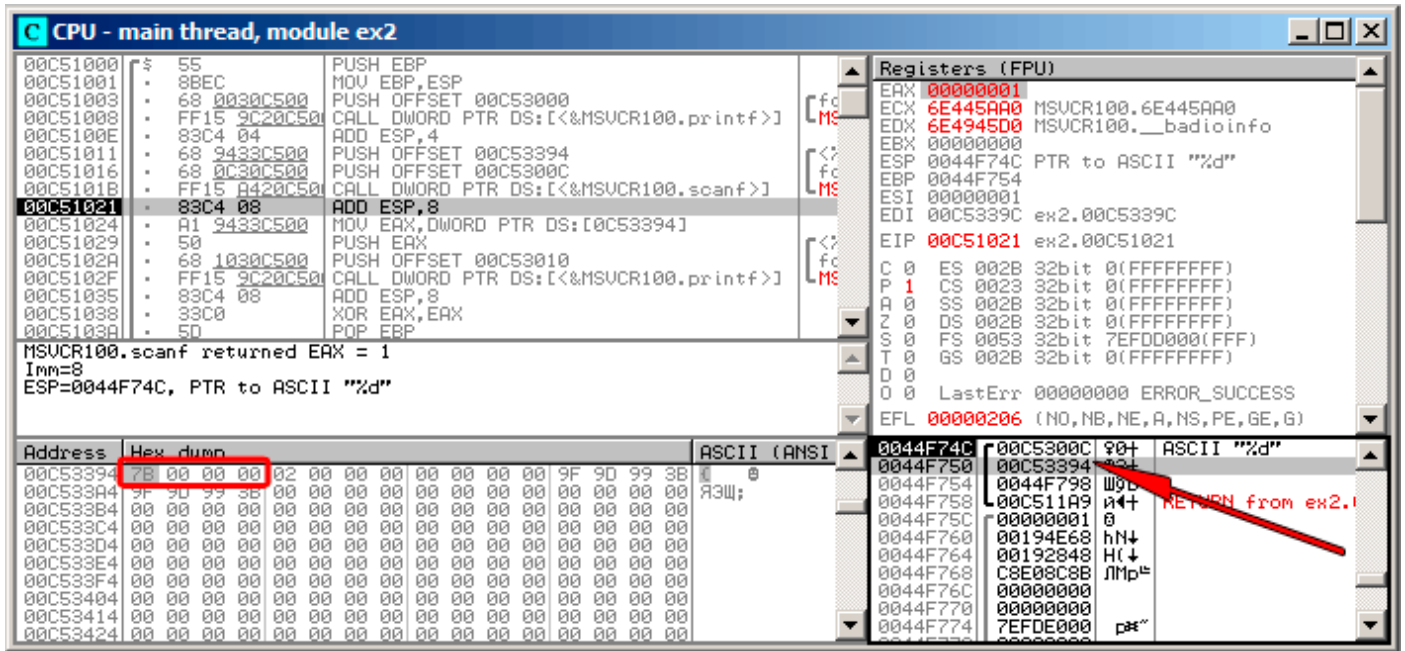 C CPU - main thread, module ex2
00C51000 $ 55 PUSH EBP
00C51001 . 8BEC MOV EBP,ESP
00C51003 . 68 0030C500 PUSH OFFSET 00C53000
00C51008 . FF15 9C20C50 CALL DWORD PTR DS:[<&MSVCR100.printf>] MS
00C5100E . 83C4 04 ADD ESP,4
00C51011 . 68 9433C500 PUSH OFFSET 00C53394
00C51016 . 68 0C30C500 PUSH OFFSET 00C5300C
00C5101B . FF15 A420C50 CALL DWORD PTR DS:[<&MSVCR100.scanf>] MS
00C51021 . 83C4 08 ADD ESP,8
00C51024 . A1 9433C500 MOV EAX,DWORD PTR DS:[0C53394]
00C51029 . 50 PUSH EAX
00C5102A . 68 1030C500 PUSH OFFSET 00C53010
00C5102F . FF15 9C20C50 CALL DWORD PTR DS:[<&MSVCR100.printf>] MS
00C51035 . 83C4 08 ADD ESP,8
00C51038 . 33C0 XOR EAX,EAX
00C5103A . 5D POP EBP
MSVCR100.scanf returned EAX = 1
Imm=8
ESP=0044F74C, PTR to ASCII "%d"
Registers (FPU)
EAX 00000001
ECX 6E445AA0 MSVCR100.6E445AA0
EDX 6E4945D0 MSVCR100.__badioinfo
EBX 00000000
ESP 0044F74C PTR to ASCII "%d"
EBP 0044F754
ESI 00000001
EDI 00C5339C ex2.00C5339C
EIP 00C51021 ex2.00C51021
C 0 ES 002B 32bit 0(FFFFFFFF)
P 1 CS 0023 32bit 0(FFFFFFFF)
A 0 SS 002B 32bit 0(FFFFFFFF)
Z 0 DS 002B 32bit 0(FFFFFFFF)
S 0 FS 0053 32bit 7EFDD000(FFF)
T 0 GS 002B 32bit 0(FFFFFFFF)
D 0
O 0 LastErr 00000000 ERROR_SUCCESS
EFL 00000206 (NO,NB,NE,A,NS,PE,GE,G)
Address Hex dump ASCII (ANSI
00C53394 7B 00 00 00 02 00 00 00 00 00 00 00 9F 9D 99 3B {
00C533A4 9F 9D 99 3B 00 00 00 00 00 00 00 00 00 00 00 00 ЯЭЩ;
00C533B4 00 00 00 00 00 00 00 00 00 00 00 00 00 00 00 00
00C533C4 00 00 00 00 00 00 00 00 00 00 00 00 00 00 00 00
00C533D4 00 00 00 00 00 00 00 00 00 00 00 00 00 00 00 00
00C533E4 00 00 00 00 00 00 00 00 00 00 00 00 00 00 00 00
00C533F4 00 00 00 00 00 00 00 00 00 00 00 00 00 00 00 00
00C53404 00 00 00 00 00 00 00 00 00 00 00 00 00 00 00 00
00C53414 00 00 00 00 00 00 00 00 00 00 00 00 00 00 00 00
00C53424 00 00 00 00 00 00 00 00 00 00 00 00 00 00 00 00
0044F74C 00C5300C ASCII "%d"
0044F750 00C53394
0044F754 0044F798
0044F758 00C511A9 RETURN from ex2.
0044F75C 00000001
0044F760 00194E68 hN↓
0044F764 00192848 H(↓
0044F768 C8E08C8B ЛМр╚
0044F76C 00000000
0044F770 00000000
0044F774 7EFDE000